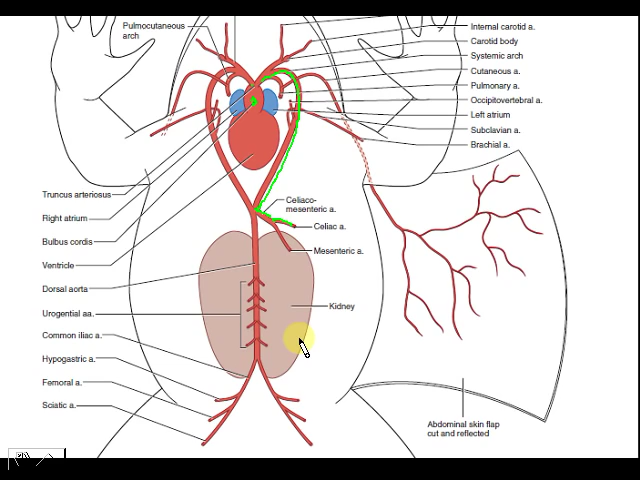 Pulmocutaneous
arch
Internal carotid a.
Carotid body
Systemic arch
Cutaneous a.
Pulmonary a.
Occipitovertebral a.
Left atrium
Subclavian a.
Brachial a.
Truncus arteriosus
Right atrium
Bulbus cordis
Ventricle
Dorsal aorta
Urogential aa.
Common iliac a.
Hypogastric a.
Femoral a.
Sciatic a.
Celiaco-
mesenteric a.
Celiac a.
Mesenteric a.
Kidney
Abdominal skin flap
cut and reflected